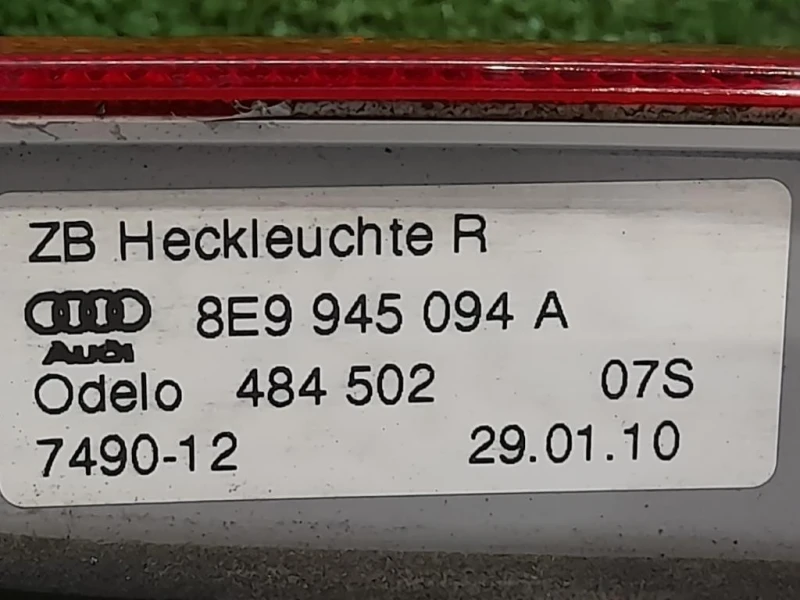 ZB Heckleuchte R
8E9 945 094 A
Audi
Odelo 484 502 07S
7490-12 29.01.10